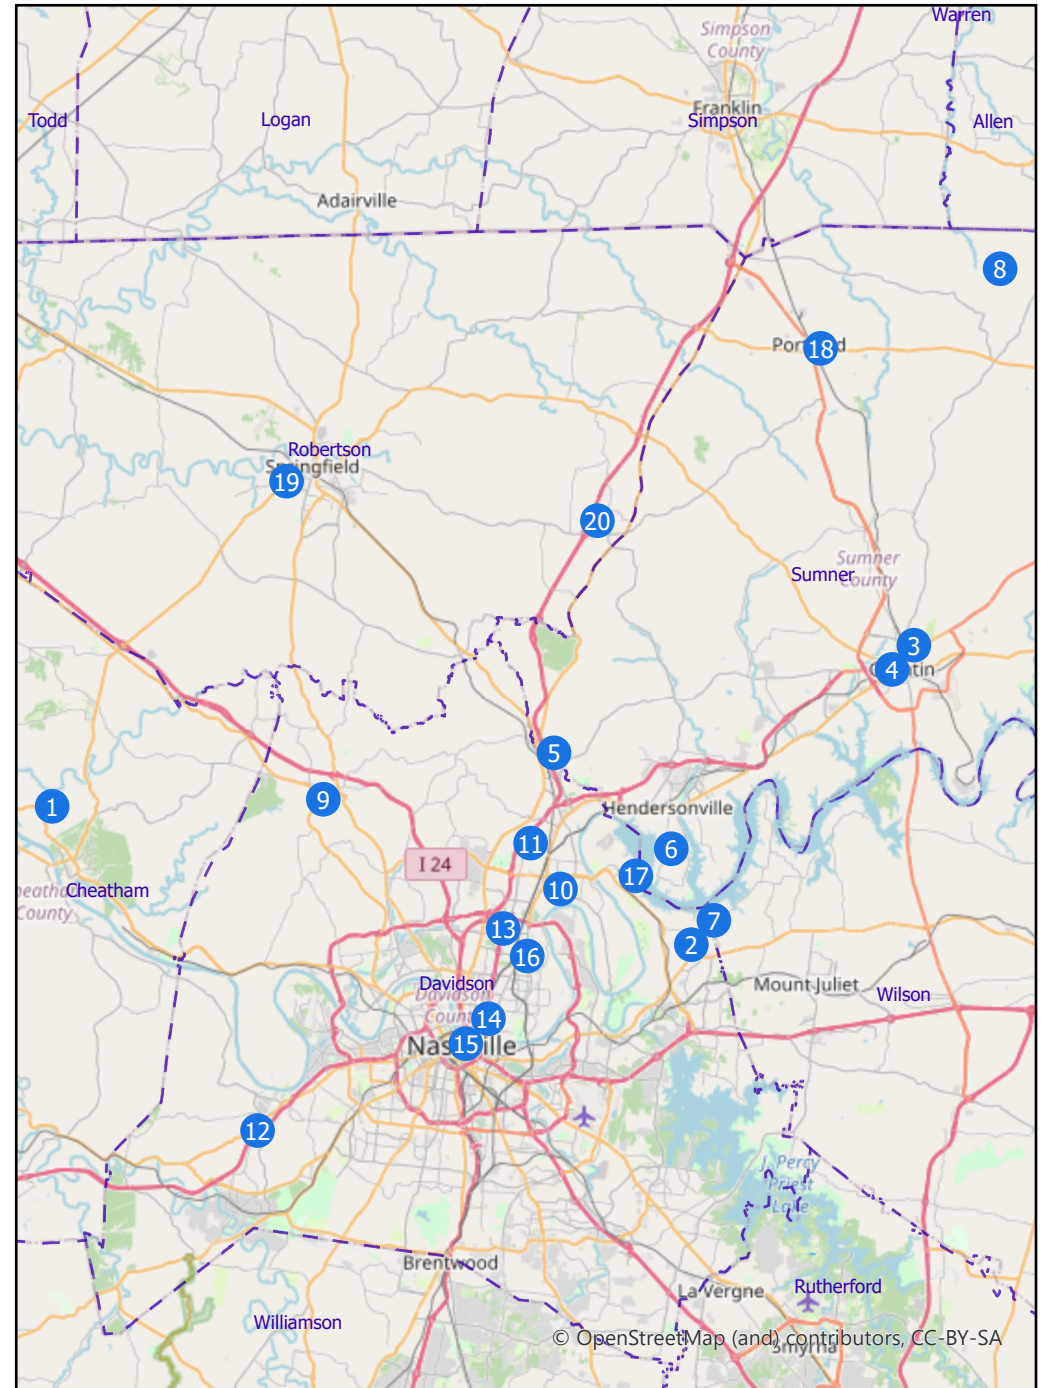 Warren
Simpson
County
Franklin
Todd
Logan
Simpson
Allen
Adairville
8
18
Robertson
Springfield
19
20
Sumner
County
Sumner
3
4
5
1
9
Hendersonville
11
6
I 24
17
10
Cheatham
County
7
13
2
16
Davidson
Davidson
Mount Juliet
Wilson
14
Nashville
15
12
J. Percy
Priest
Lake
Brentwood
Rutherford
La Vergne
Williamson
© OpenStreetMap (and) contributors, CC-BY-SA
Smyrna